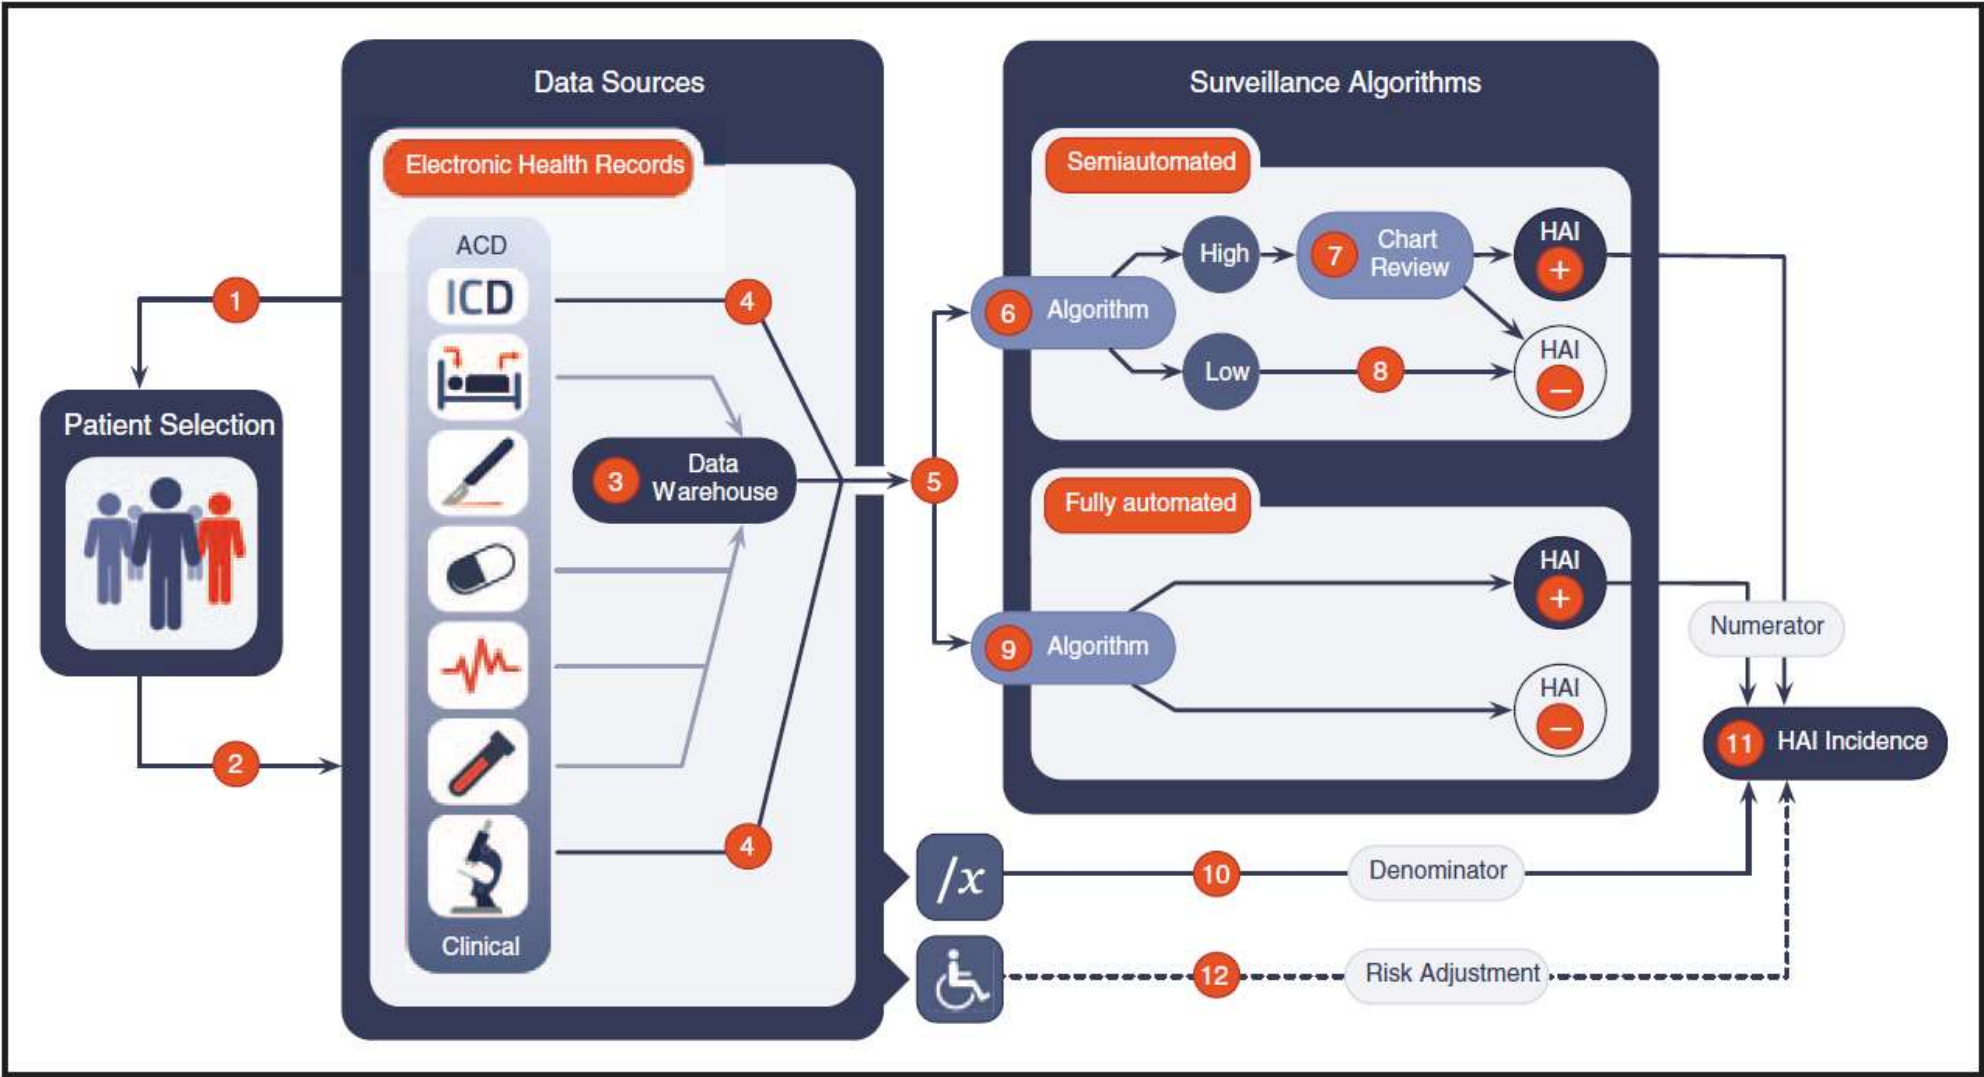 Data Sources
Electronic Health Records
ACD
ICD
Clinical
1
Patient Selection
2
3
Data
Warehouse
4
4
5
Surveillance Algorithms
Semiautomated
6
Algorithm
High
7
Chart
Review
HAI
+
Low
8
HAI
−
Fully automated
9
Algorithm
HAI
+
HAI
−
Numerator
11
HAI Incidence
/x
10
Denominator
12
Risk Adjustment